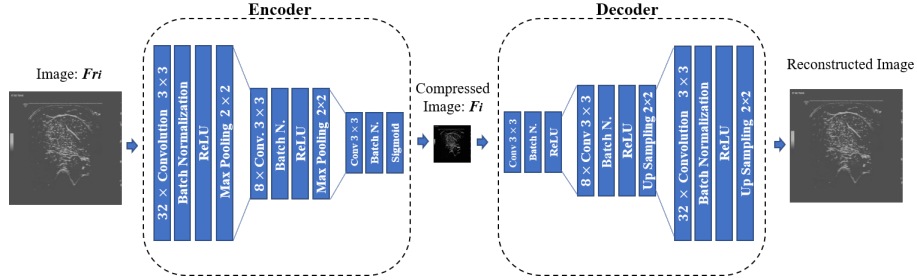 Encoder
Decoder
Image: Fri
32 × Convolution 3 × 3
Batch Normalization
ReLU
Max Pooling 2 × 2
8 × Conv 3 × 3
Batch N.
ReLU
Max Pooling 2×2
Conv 3 × 3
Batch N.
Sigmoid
Compressed
Image: Fi
Conv 3 × 3
Batch N.
ReLU
8 × Conv 3 × 3
Batch N.
ReLU
Up Sampling 2×2
32 × Convolution 3 × 3
Batch Normalization
ReLU
Up Sampling 2×2
Reconstructed Image